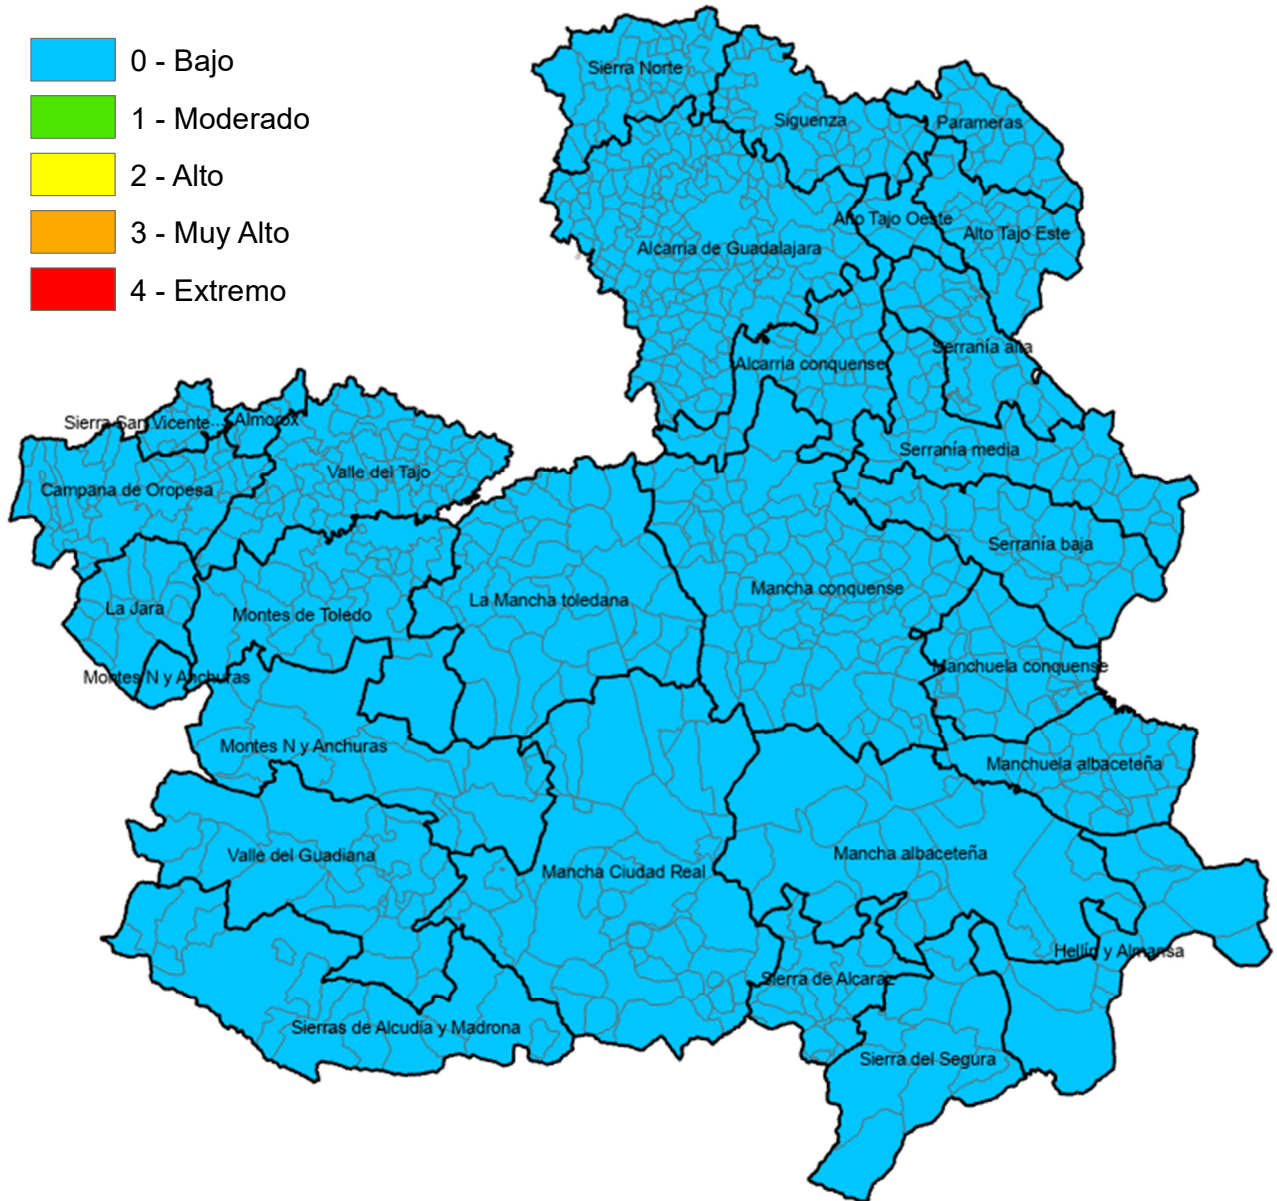 0 - Bajo
1 - Moderado
2 - Alto
3 - Muy Alto
4 - Extremo
Sierra Norte
Siguenza
Parameras
Alto Tajo Oeste
Alto Tajo Este
Alcarria de Guadalajara
Serranía alta
Alcarria conquense
Sierra San Vicente...
Almorox
Serranía media
Valle del Tajo
Campana de Oropesa
Serranía baja
Mancha conquense
La Mancha toledana
La Jara
Montes de Toledo
Manchuela conquense
Montes N y Anchuras
Montes N y Anchuras
Manchuela albaceteña
Mancha albaceteña
Valle del Guadiana
Mancha Ciudad Real
Hellín y Almansa
Sierra de Alcaraz
Sierras de Alcudia y Madrona
Sierra del Segura